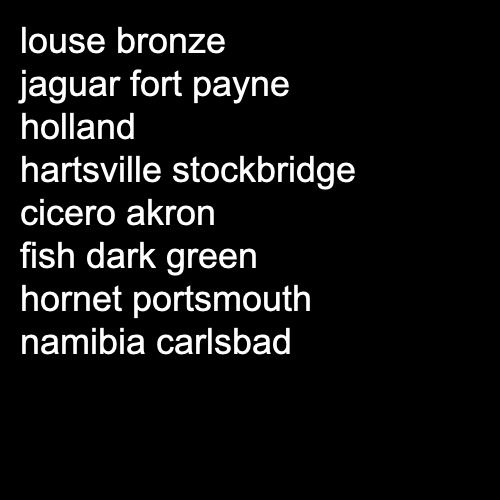 louse bronze
jaguar fort payne
holland
hartsville stockbridge
cicero akron
fish dark green
hornet portsmouth
namibia carlsbad